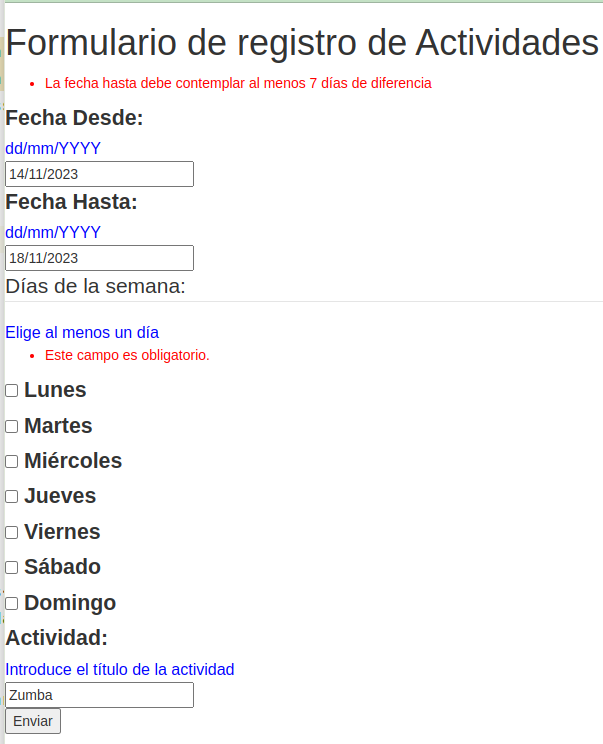 Formulario de registro de Actividades
La fecha hasta debe contemplar al menos 7 días de diferencia
Fecha Desde:
dd/mm/YYYY
14/11/2023
Fecha Hasta:
dd/mm/YYYY
18/11/2023
Días de la semana:
Elige al menos un día
Este campo es obligatorio.
Lunes
Martes
Miércoles
Jueves
Viernes
Sábado
Domingo
Actividad:
Introduce el título de la actividad
Zumba
Enviar